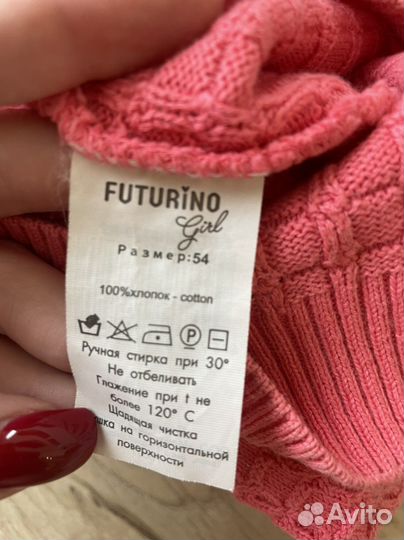 FUTURINO
Girl
Размер:54
100%хлопок - cotton
P
Ручная стирка при 30°
Не отбеливать
Глажение при t не
более 120° С
Щадящая чистка
на горизонтальной
поверхности
Avito